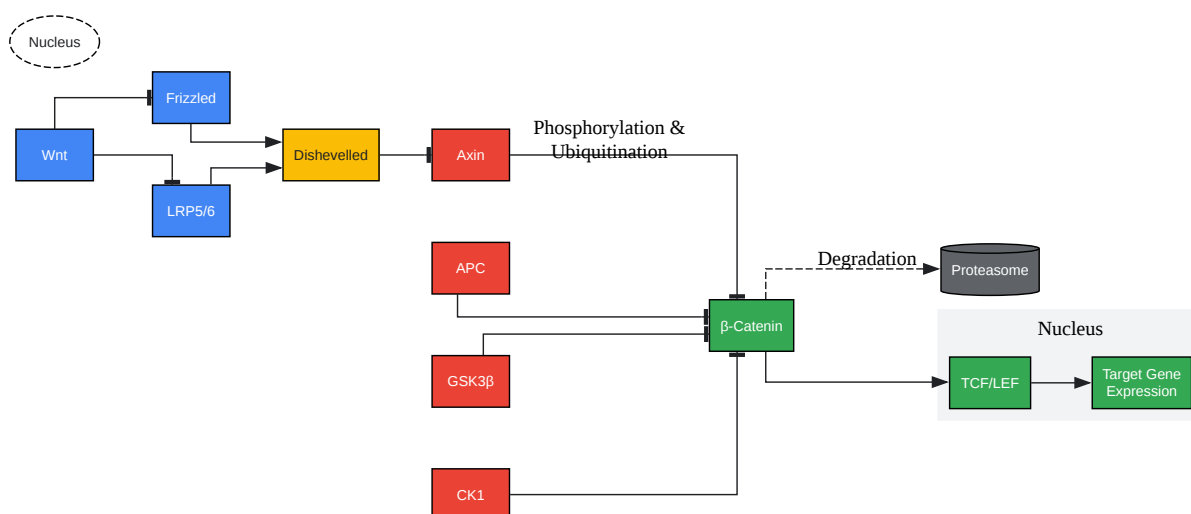 Nucleus
Frizzled
Wnt
LRP5/6
Dishevelled
Axin
Phosphorylation &
Ubiquitination
APC
GSK3β
CK1
β-Catenin
Degradation
Proteasome
Nucleus
TCF/LEF
Target Gene
Expression